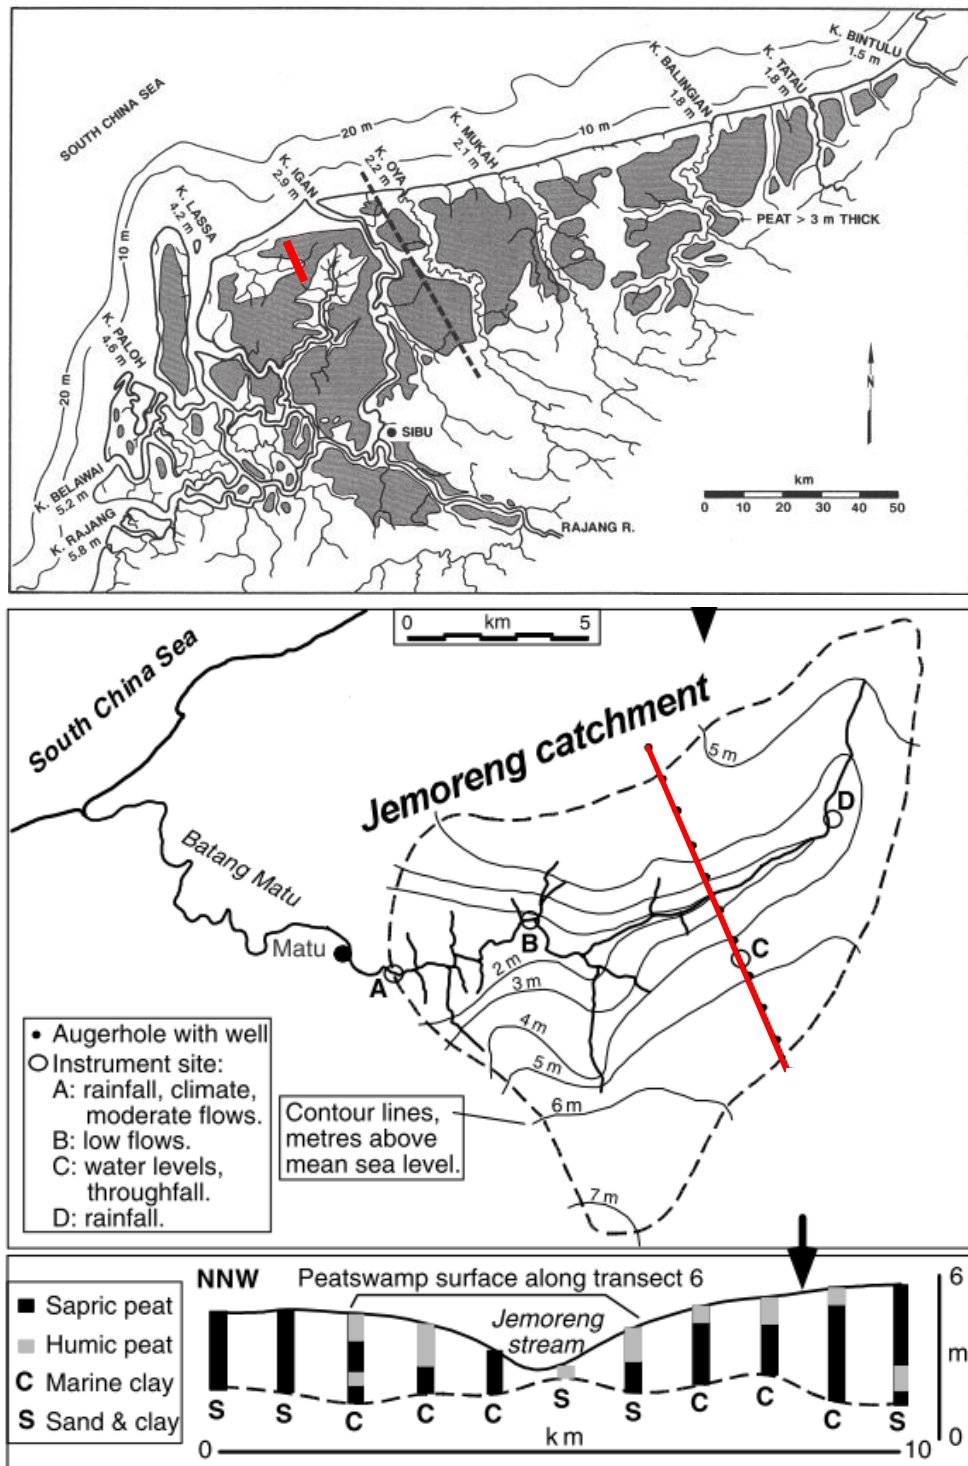 SOUTH CHINA SEA
20 m
10 m
K. BINTULU
1.5 m
K. TATAU
1.8 m
K. BALINGIAN
1.8 m
K. MUKAH
2.1 m
K. OYA
2.2 m
K. IGAN
2.9 m
K. LASSA
4.2 m
10 m
20 m
K. PALOH
4.6 m
K. BELAWAI
5.2 m
K. RAJANG
5.8 m
PEAT > 3 m THICK
SIBU
RAJANG R.
N
km
0 10 20 30 40 50
0 km 5
South China Sea
Jemoreng catchment
5 m
D
Batang Matu
Matu
A
B
C
2 m
3 m
4 m
5 m
6 m
7 m
Augerhole with well
Instrument site:
A: rainfall, climate,
moderate flows.
B: low flows.
C: water levels,
throughfall.
D: rainfall.
Contour lines,
metres above
mean sea level.
Sapric peat
Humic peat
C Marine clay
S Sand & clay
NNW
Peatswamp surface along transect 6
Jemoreng
stream
6
m
0
S S C C C S S C C C S
0 km 10